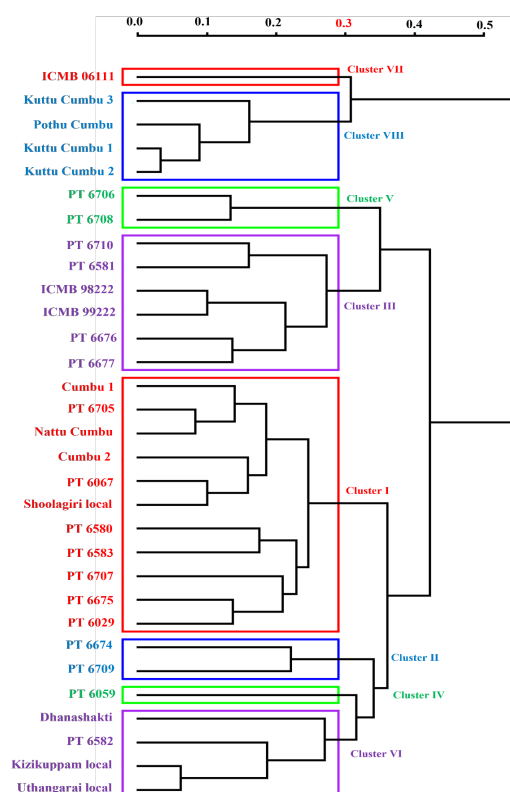 0.0 0.1 0.2 0.3 0.4 0.5
Cluster VII
ICMB 06111
Kuttu Cumbu 3
Pothu Cumbu
Cluster VIII
Kuttu Cumbu 1
Kuttu Cumbu 2
PT 6706
Cluster V
PT 6708
PT 6710
PT 6581
ICMB 98222
Cluster III
ICMB 99222
PT 6676
PT 6677
Cumbu 1
PT 6705
Nattu Cumbu
Cumbu 2
PT 6067
Cluster I
Shoolagiri local
PT 6580
PT 6583
PT 6707
PT 6675
PT 6029
PT 6674
Cluster II
PT 6709
PT 6059
Cluster IV
Dhanashakti
PT 6582
Cluster VI
Kizikuppam local
Uthangarai local